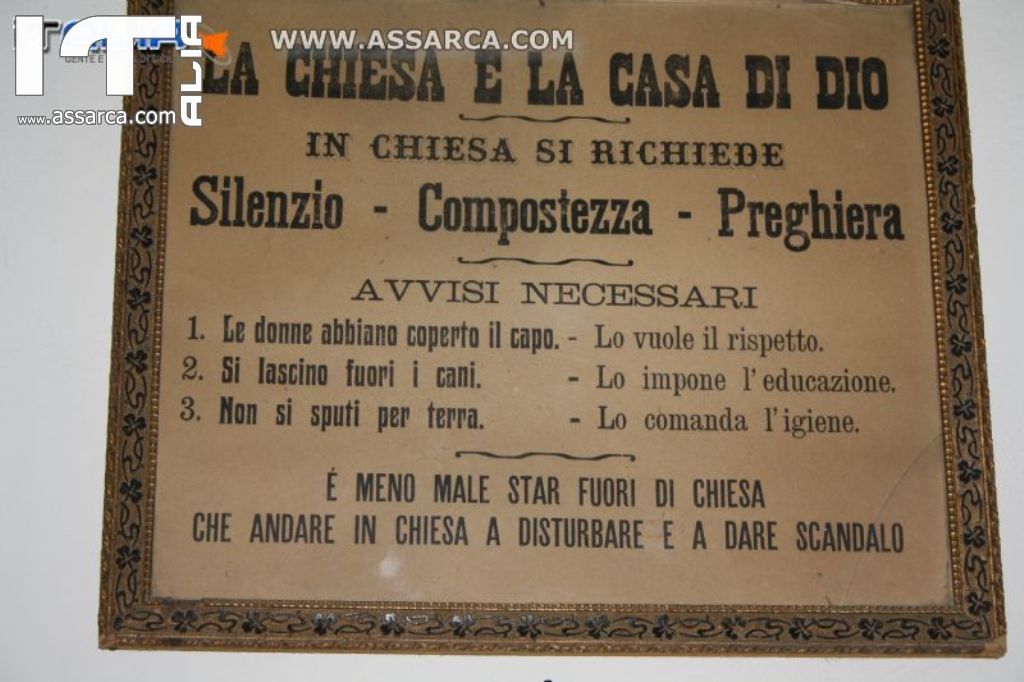 WWW.ASSARCA.COM
ITALIA
www.assarca.com
LA CHIESA E LA CASA DI DIO
IN CHIESA SI RICHIEDE
Silenzio - Compostezza - Preghiera
AVVISI NECESSARI
1. Le donne abbiano coperto il capo. - Lo vuole il rispetto.
2. Si lascino fuori i cani. - Lo impone l'educazione.
3. Non si sputi per terra. - Lo comanda l'igiene.
É MENO MALE STAR FUORI DI CHIESA
CHE ANDARE IN CHIESA A DISTURBARE E A DARE SCANDALO